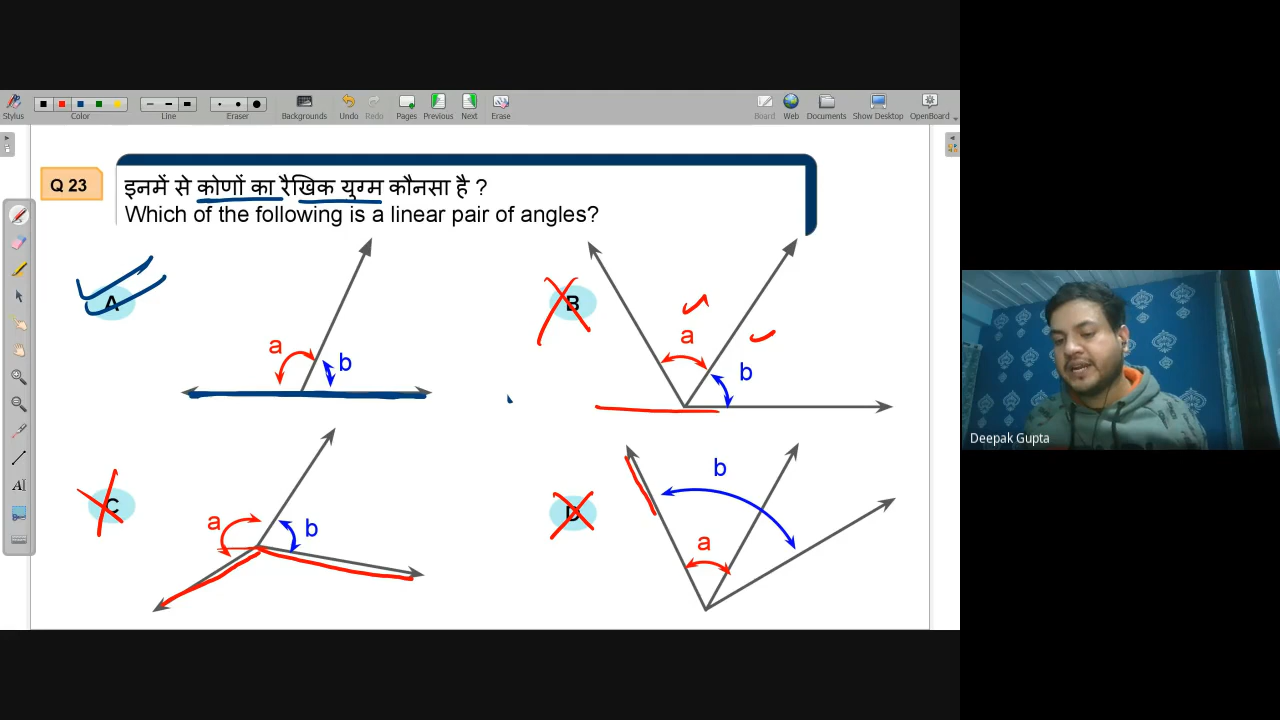 Stylus Color Line Eraser Backgrounds Undo Redo Pages Previous Next Erase Board Web Documents Show Desktop OpenBoard
Q 23
इनमें से कोणों का रैखिक युग्म कौनसा है ?
Which of the following is a linear pair of angles?
A
a
b
B
a
b
C
a
b
D
b
a
Deepak Gupta